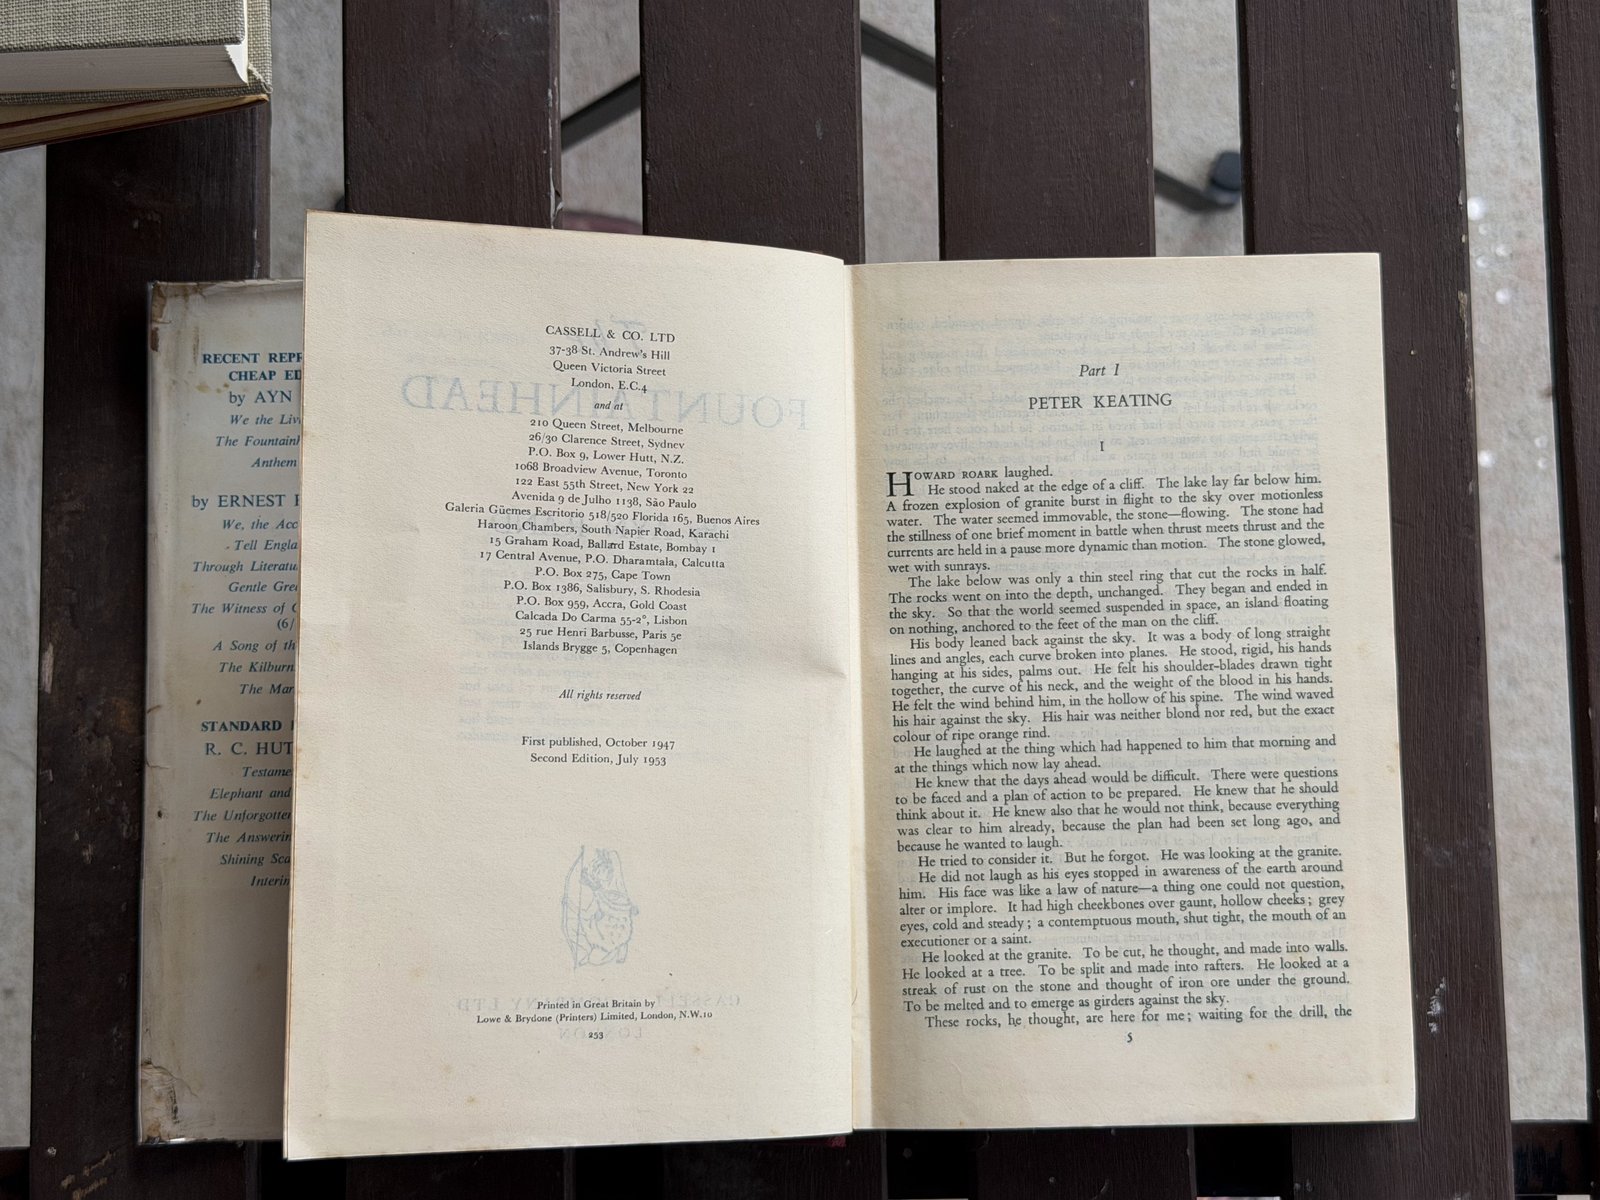 RECENT
CHEAP
by AYN
We the
The
Anthem
by ERNEST
We, the
Tell
Through
Gentle
The Witness of
(6/
A Song of
The
The
STANDARD
R. C.
Elephant and
The
The
Shining
CASSELL & CO. LTD
37-38 St. Andrew's Hill
Queen Victoria Street
London, E.C.4
and at
210 Queen Street, Melbourne
26/30 Clarence Street, Sydney
P.O. Box 9, Lower Hutt, N.Z.
1068 Broadview Avenue, Toronto
122 East 55th Street, New York 22
Avenida 9 de Julho 1138, São Paulo
Galeria Güemes Escritorio 518/520 Florida 165, Buenos Aires
Haroon Chambers, South Napier Road, Karachi
15 Graham Road, Ballard Estate, Bombay 1
17 Central Avenue, P.O. Dharamtala, Calcutta
P.O. Box 275, Cape Town
P.O. Box 1386, Salisbury, S. Rhodesia
P.O. Box 959, Accra, Gold Coast
Calcada Do Carma 55-2°, Lisbon
25 rue Henri Barbusse, Paris 5e
Islands Brygge 5, Copenhagen
All rights reserved
First published, October 1947
Second Edition, July 1953
Printed in Great Britain by
Lowe & Brydone (Printers) Limited, London, N.W.10
253
Part I
PETER KEATING
I
HOWARD ROARK laughed.
He stood naked at the edge of a cliff. The lake lay far below him.
A frozen explosion of granite burst in flight to the sky over motionless
water. The water seemed immovable, the stone—flowing. The stone had
the stillness of one brief moment in battle when thrust meets thrust and the
currents are held in a pause more dynamic than motion. The stone glowed,
wet with sunrays.
The lake below was only a thin steel ring that cut the rocks in half.
The rocks went on into the depth, unchanged. They began and ended in
the sky. So that the world seemed suspended in space, an island floating
on nothing, anchored to the feet of the man on the cliff.
His body leaned back against the sky. It was a body of long straight
lines and angles, each curve broken into planes. He stood, rigid, his hands
hanging at his sides, palms out. He felt his shoulder-blades drawn tight
together, the curve of his neck, and the weight of the blood in his hands.
He felt the wind behind him, in the hollow of his spine. The wind waved
his hair against the sky. His hair was neither blond nor red, but the exact
colour of ripe orange rind.
He laughed at the thing which had happened to him that morning and
at the things which now lay ahead.
He knew that the days ahead would be difficult. There were questions
to be faced and a plan of action to be prepared. He knew that he should
think about it. He knew also that he would not think, because everything
was clear to him already, because the plan had been set long ago, and
because he wanted to laugh.
He tried to consider it. But he forgot. He was looking at the granite.
He did not laugh as his eyes stopped in awareness of the earth around
him. His face was like a law of nature—a thing one could not question,
alter or implore. It had high cheekbones over gaunt, hollow cheeks; grey
eyes, cold and steady; a contemptuous mouth, shut tight, the mouth of an
executioner or a saint.
He looked at the granite. To be cut, he thought, and made into walls.
He looked at a tree. To be split and made into rafters. He looked at a
streak of rust on the stone and thought of iron ore under the ground.
To be melted and to emerge as girders against the sky.
These rocks, he thought, are here for me; waiting for the drill, the
5